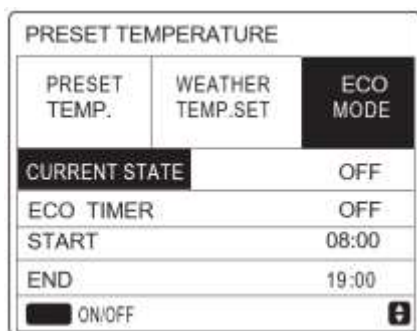 PRESET TEMPERATURE
PRESET TEMP.
WEATHER TEMP.SET
ECO MODE
CURRENT STATE OFF
ECO TIMER OFF
START 08:00
END 19:00
ON/OFF